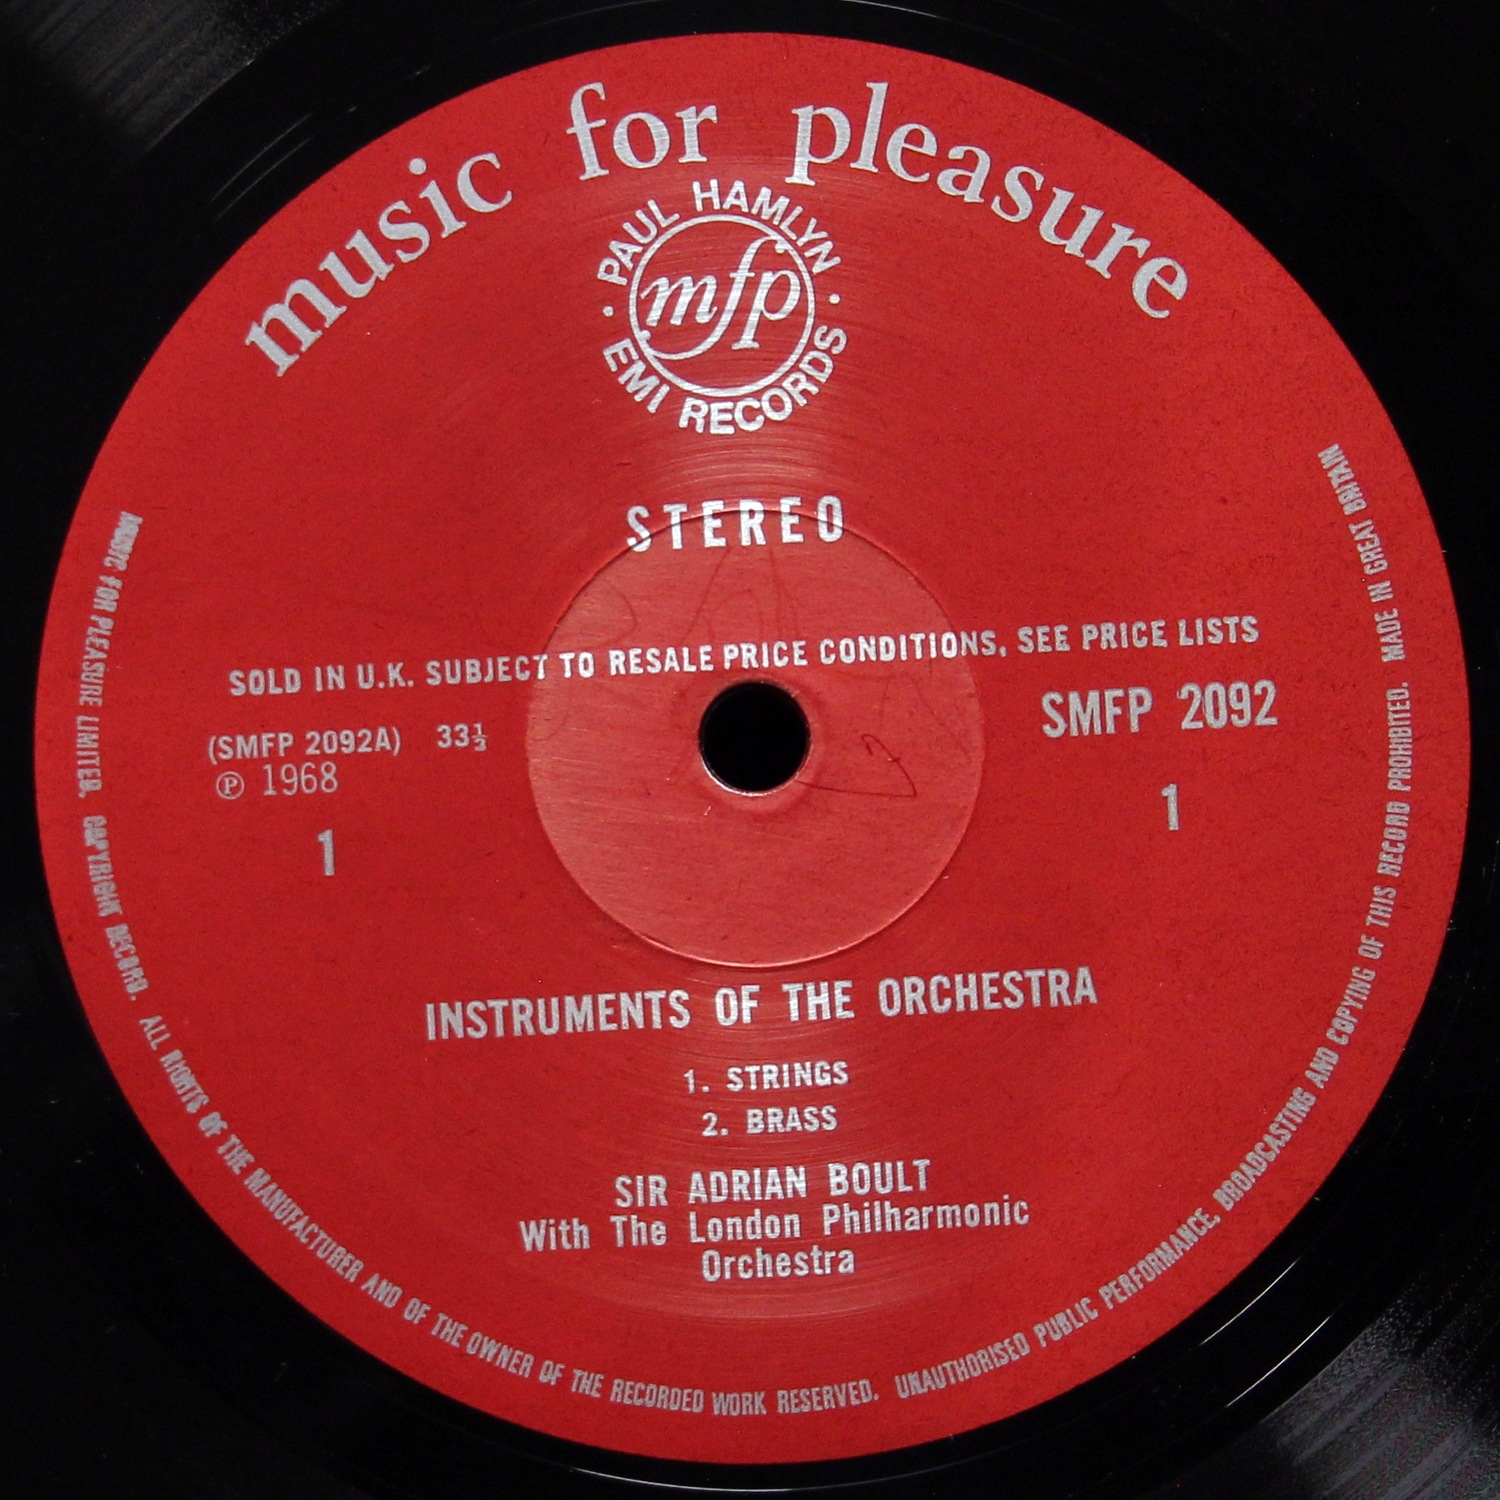 music for pleasure
PAUL HAMLYN
mfp
· EMI RECORDS ·
STEREO
SOLD IN U.K. SUBJECT TO RESALE PRICE CONDITIONS, SEE PRICE LISTS
(SMFP 2092A) 33⅓
℗ 1968
1
SMFP 2092
1
INSTRUMENTS OF THE ORCHESTRA
1. STRINGS
2. BRASS
SIR ADRIAN BOULT
With The London Philharmonic
Orchestra
MUSIC FOR PLEASURE LIMITED. COPYRIGHT RECORD. ALL RIGHTS OF THE MANUFACTURER AND OF THE OWNER OF THE RECORDED WORK RESERVED. UNAUTHORISED PUBLIC PERFORMANCE, BROADCASTING AND COPYING OF THIS RECORD PROHIBITED. MADE IN GREAT BRITAIN